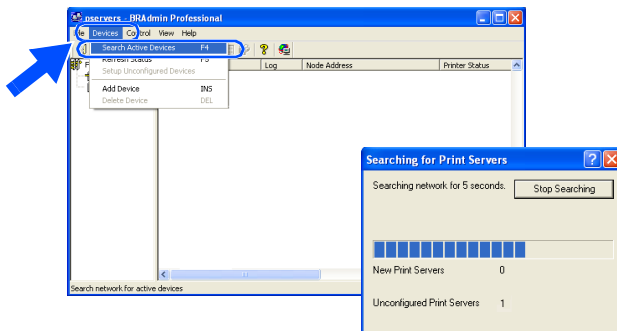 pservers - BRAdmin Professional
File Devices Control View Help
Search Active Devices F4
Refresh Status F5
Setup Unconfigured Devices
Add Device INS
Delete Device DEL
Log Node Address Printer Status
Search network for active devices
Searching for Print Servers
Searching network for 5 seconds.
Stop Searching
New Print Servers 0
Unconfigured Print Servers 1